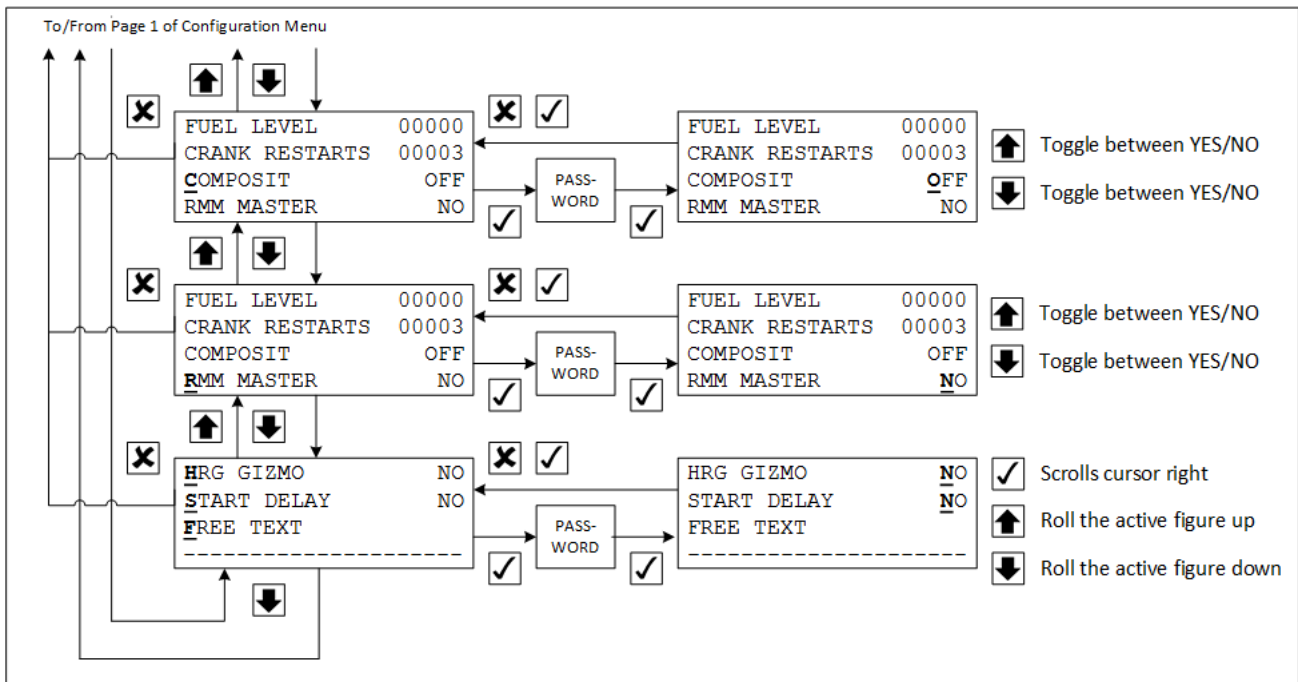 To/From Page 1 of Configuration Menu
FUEL LEVEL 00000
CRANK RESTARTS 00003
COMPOSIT OFF
RMM MASTER NO
PASS-
WORD
FUEL LEVEL 00000
CRANK RESTARTS 00003
COMPOSIT OFF
RMM MASTER NO
Toggle between YES/NO
Toggle between YES/NO
FUEL LEVEL 00000
CRANK RESTARTS 00003
COMPOSIT OFF
RMM MASTER NO
PASS-
WORD
FUEL LEVEL 00000
CRANK RESTARTS 00003
COMPOSIT OFF
RMM MASTER NO
Toggle between YES/NO
Toggle between YES/NO
HRG GIZMO NO
START DELAY NO
FREE TEXT
---------------------
PASS-
WORD
HRG GIZMO NO
START DELAY NO
FREE TEXT
---------------------
Scrolls cursor right
Roll the active figure up
Roll the active figure down